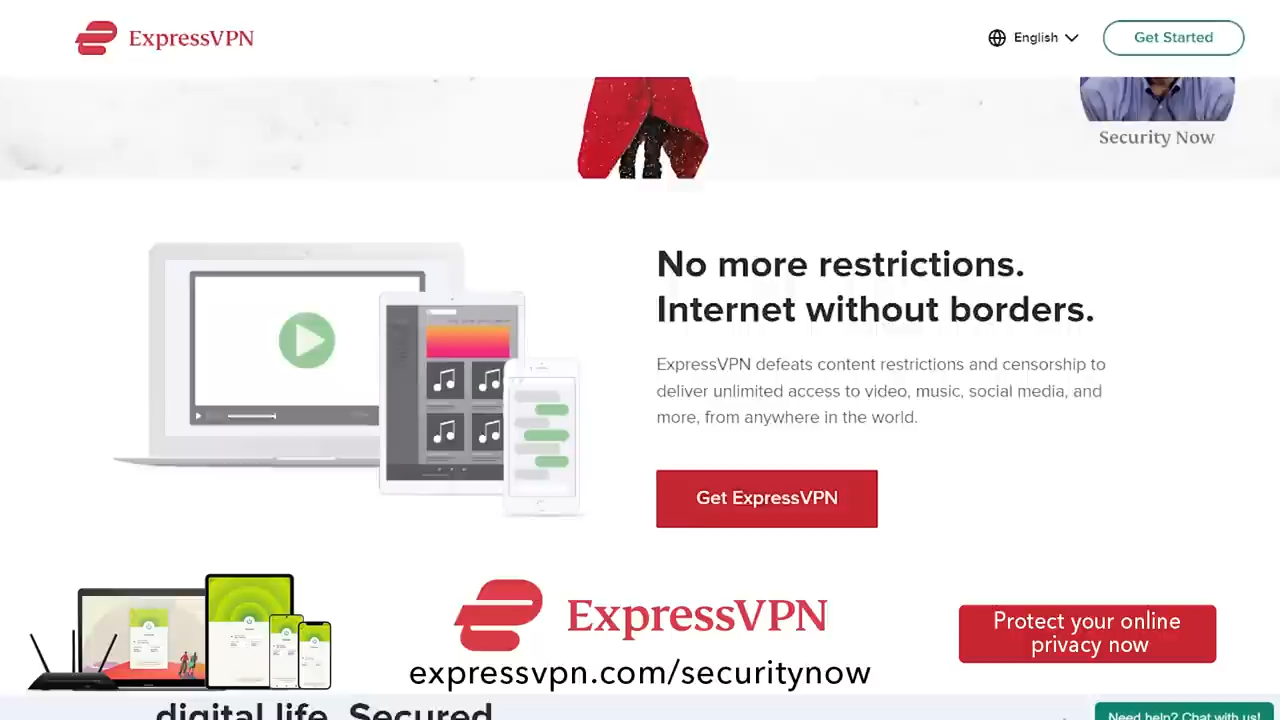 ExpressVPN
English
Get Started
Security Now
No more restrictions.
Internet without borders.
ExpressVPN defeats content restrictions and censorship to
deliver unlimited access to video, music, social media, and
more, from anywhere in the world.
Get ExpressVPN
ExpressVPN
Protect your online
privacy now
expressvpn.com/securitynow
digital life. Secured
Need help? Chat with us!